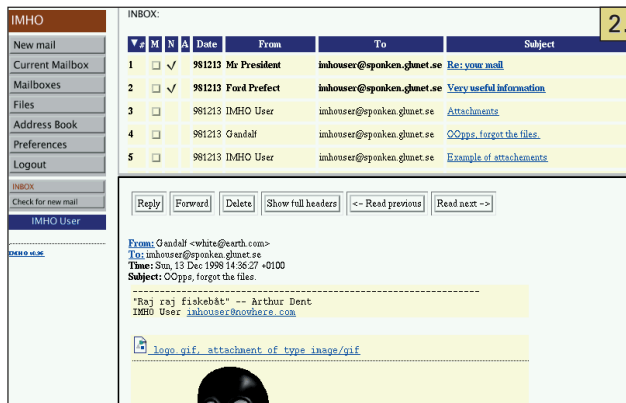 IMHO
New mail
Current Mailbox
Mailboxes
Files
Address Book
Preferences
Logout
INBOX
Check for new mail
IMHO User
IMHO v0.96
INBOX:
2.
# M N A Date From To Subject
1 981213 Mr President imhouser@sponken.glunet.se Re: your mail
2 981213 Ford Prefect imhouser@sponken.glunet.se Very useful information
3 981213 IMHO User imhouser@sponken.glunet.se Attachments
4 981213 Gandalf imhouser@sponken.glunet.se OOpps, forgot the files.
5 981213 IMHO User imhouser@sponken.glunet.se Example of attachements
Reply Forward Delete Show full headers <- Read previous Read next ->
From: Gandalf <white@earth.com>
To: imhouser@sponken.glunet.se
Time: Sun, 13 Dec 1998 14:36:27 +0100
Subject: OOpps, forgot the files.
"Raj raj fiskebåt" -- Arthur Dent
IMHO User imhouser@nowhere.com
logo.gif, attachment of type image/gif